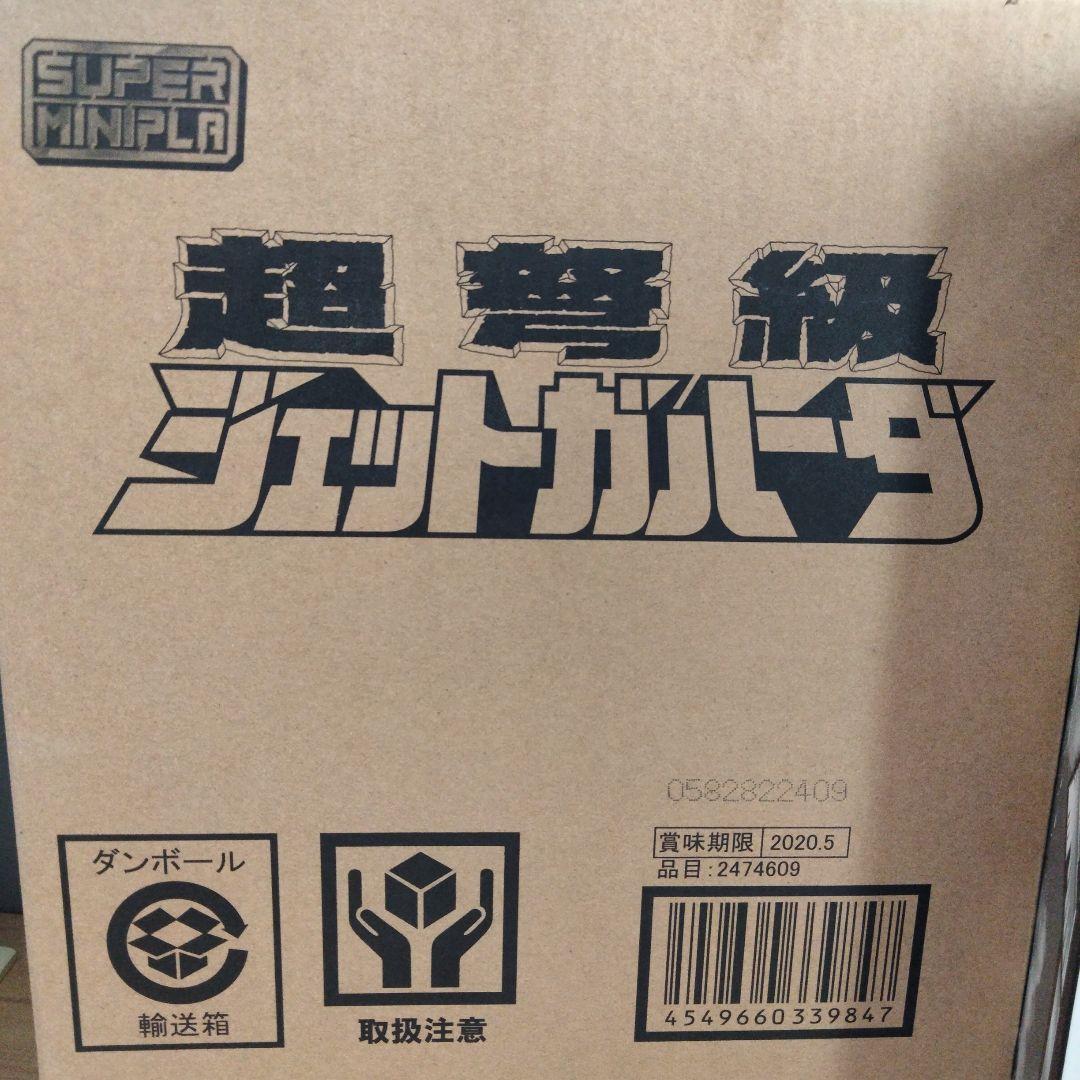 SUPER
MINIPLA
超弩級
ジェットガルーダ
0582822409
賞味期限 2020.5
品目:2474609
4549660339847
ダンボール
輸送箱
取扱注意